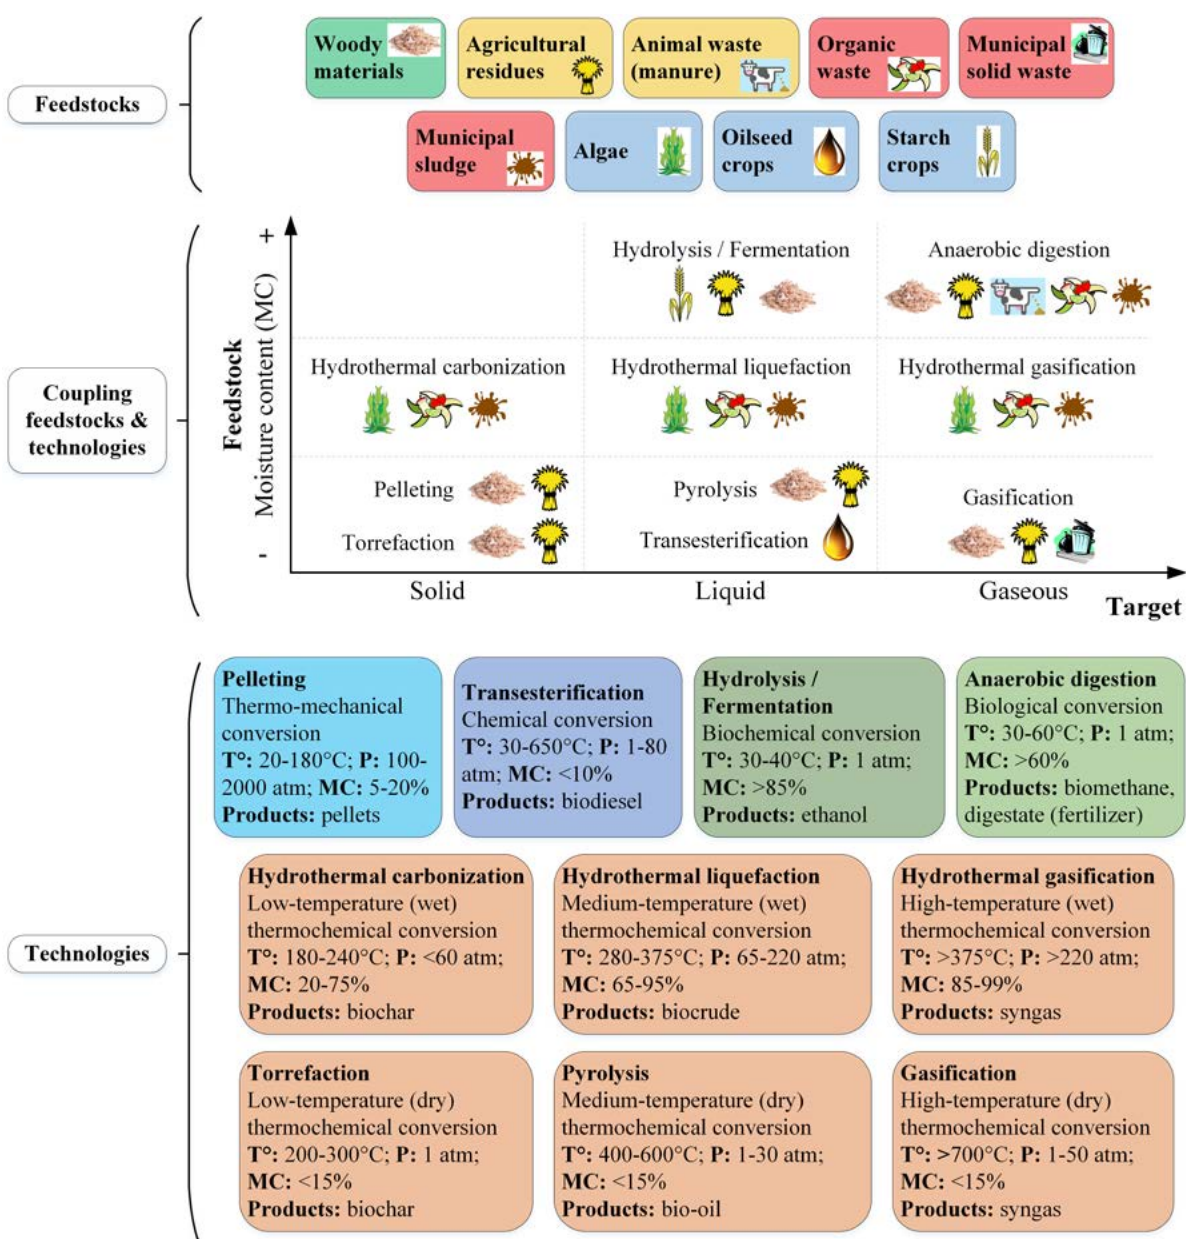 Feedstocks
Woody
materials
Agricultural
residues
Animal waste
(manure)
Organic
waste
Municipal
solid waste
Municipal
sludge
Algae
Oilseed
crops
Starch
crops
Coupling
feedstocks &
technologies
Feedstock
Moisture content (MC)
+
-
Hydrolysis / Fermentation
Anaerobic digestion
Hydrothermal carbonization
Hydrothermal liquefaction
Hydrothermal gasification
Pelleting
Pyrolysis
Gasification
Torrefaction
Transesterification
Solid
Liquid
Gaseous
Target
Technologies
Pelleting
Thermo-mechanical
conversion
T°: 20-180°C; P: 100-
2000 atm; MC: 5-20%
Products: pellets
Transesterification
Chemical conversion
T°: 30-650°C; P: 1-80
atm; MC: <10%
Products: biodiesel
Hydrolysis /
Fermentation
Biochemical conversion
T°: 30-40°C; P: 1 atm;
MC: >85%
Products: ethanol
Anaerobic digestion
Biological conversion
T°: 30-60°C; P: 1 atm;
MC: >60%
Products: biomethane,
digestate (fertilizer)
Hydrothermal carbonization
Low-temperature (wet)
thermochemical conversion
T°: 180-240°C; P: <60 atm;
MC: 20-75%
Products: biochar
Hydrothermal liquefaction
Medium-temperature (wet)
thermochemical conversion
T°: 280-375°C; P: 65-220 atm;
MC: 65-95%
Products: biocrude
Hydrothermal gasification
High-temperature (wet)
thermochemical conversion
T°: >375°C; P: >220 atm;
MC: 85-99%
Products: syngas
Torrefaction
Low-temperature (dry)
thermochemical conversion
T°: 200-300°C; P: 1 atm;
MC: <15%
Products: biochar
Pyrolysis
Medium-temperature (dry)
thermochemical conversion
T°: 400-600°C; P: 1-30 atm;
MC: <15%
Products: bio-oil
Gasification
High-temperature (dry)
thermochemical conversion
T°: >700°C; P: 1-50 atm;
MC: <15%
Products: syngas